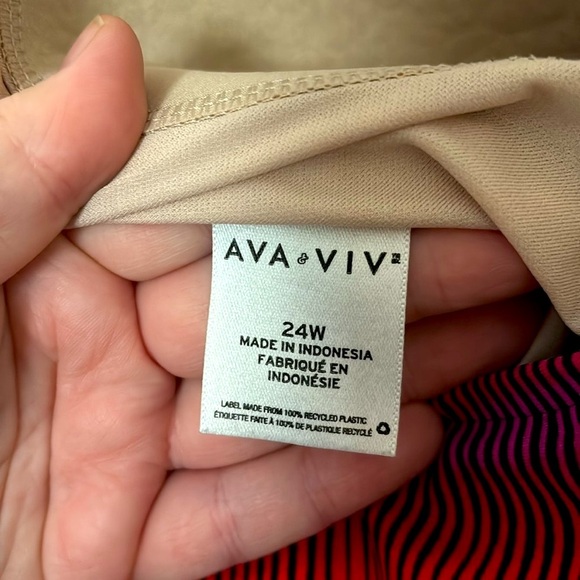 AVA & VIV™
24W
MADE IN INDONESIA
FABRIQUÉ EN
INDONÉSIE
LABEL MADE FROM 100% RECYCLED PLASTIC
ÉTIQUETTE FAITE À 100% DE PLASTIQUE RECYCLÉ